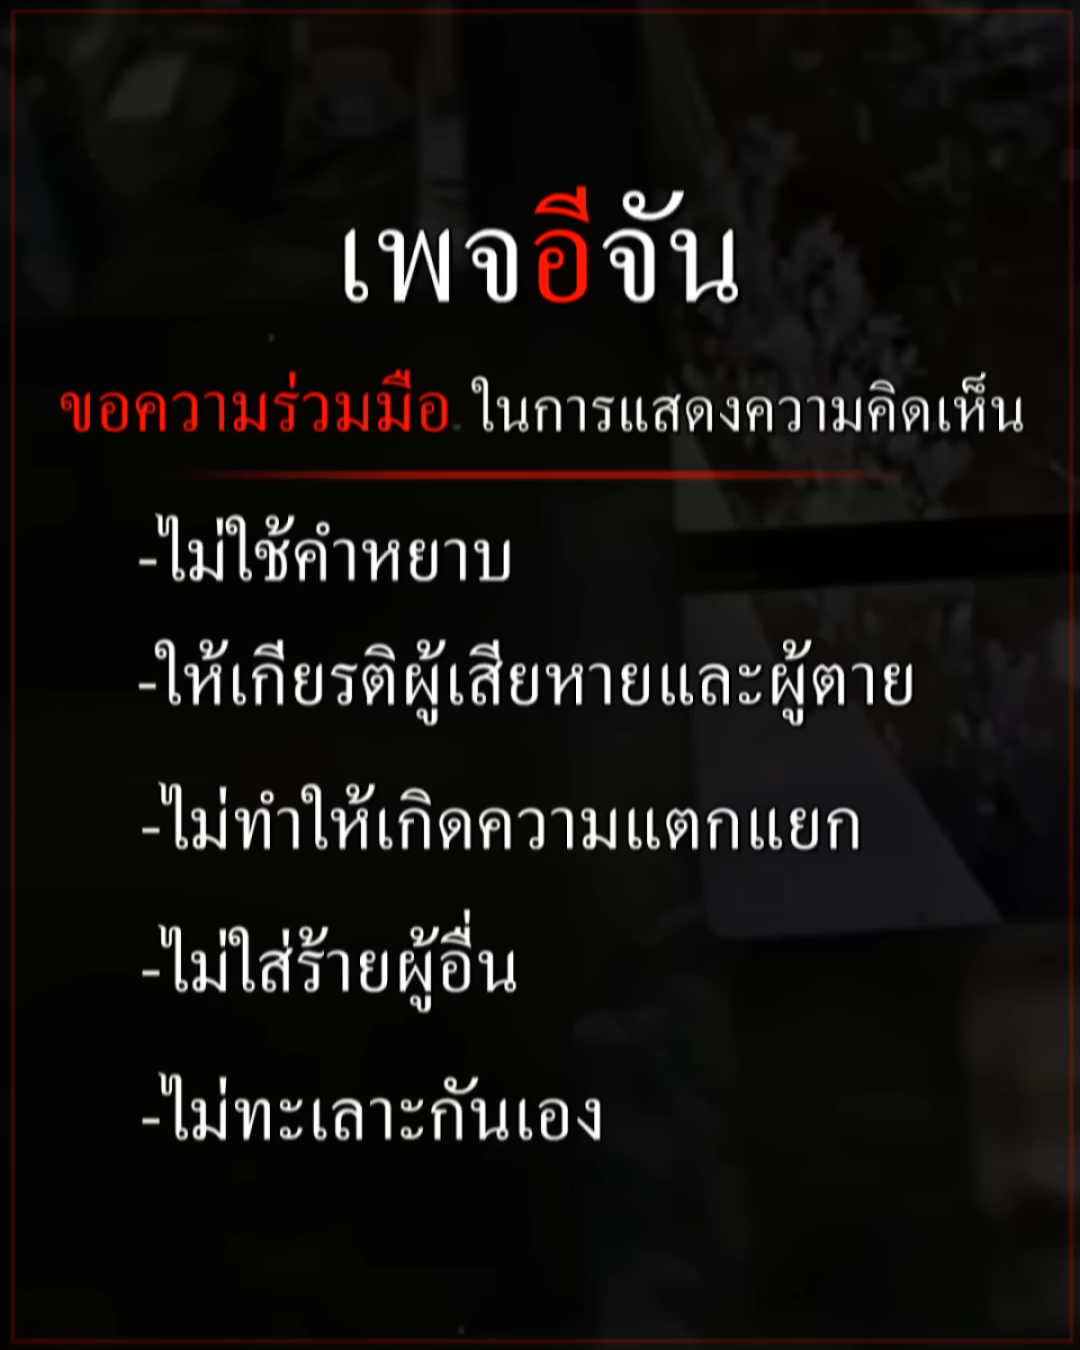 เพจอีจัน
ขอความร่วมมือ ในการแสดงความคิดเห็น
-ไม่ใช้คำหยาบ
-ให้เกียรติผู้เสียหายและผู้ตาย
-ไม่ทำให้เกิดความแตกแยก
-ไม่ใส่ร้ายผู้อื่น
-ไม่ทะเลาะกันเอง